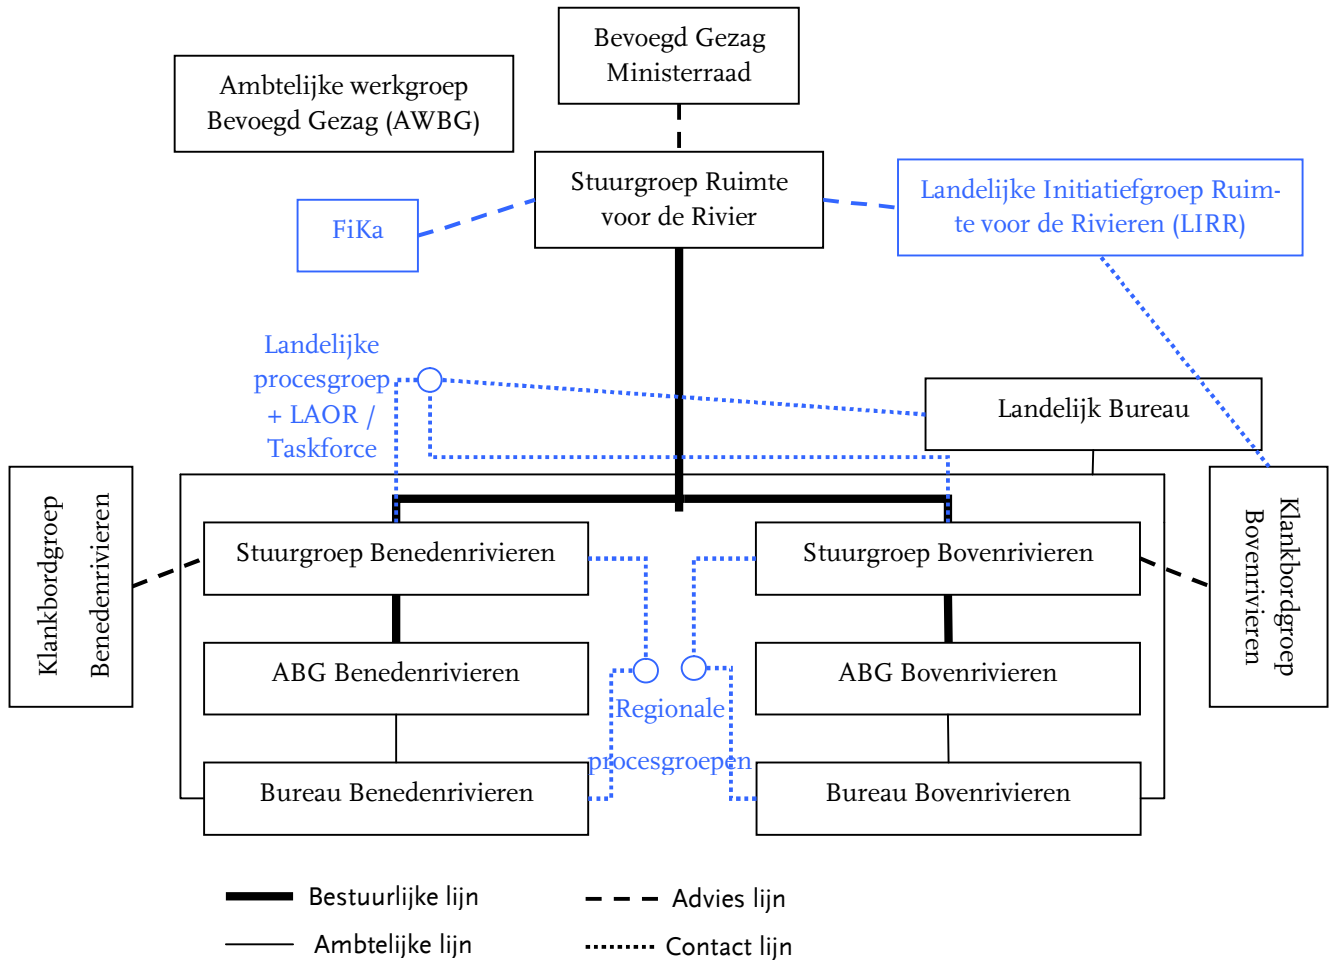 Bevoegd Gezag
Ministerraad
Ambtelijke werkgroep
Bevoegd Gezag (AWBG)
Stuurgroep Ruimte
voor de Rivier
Landelijke Initiatiefgroep Ruim-
te voor de Rivieren (LIRR)
FiKa
Landelijke
procesgroep
+ LAOR /
Taskforce
Landelijk Bureau
Klankbordgroep
Benedenrivieren
Stuurgroep Benedenrivieren
Stuurgroep Bovenrivieren
Klankbordgroep
Bovenrivieren
ABG Benedenrivieren
ABG Bovenrivieren
Regionale
procesgroepen
Bureau Benedenrivieren
Bureau Bovenrivieren
Bestuurlijke lijn
Advies lijn
Ambtelijke lijn
Contact lijn